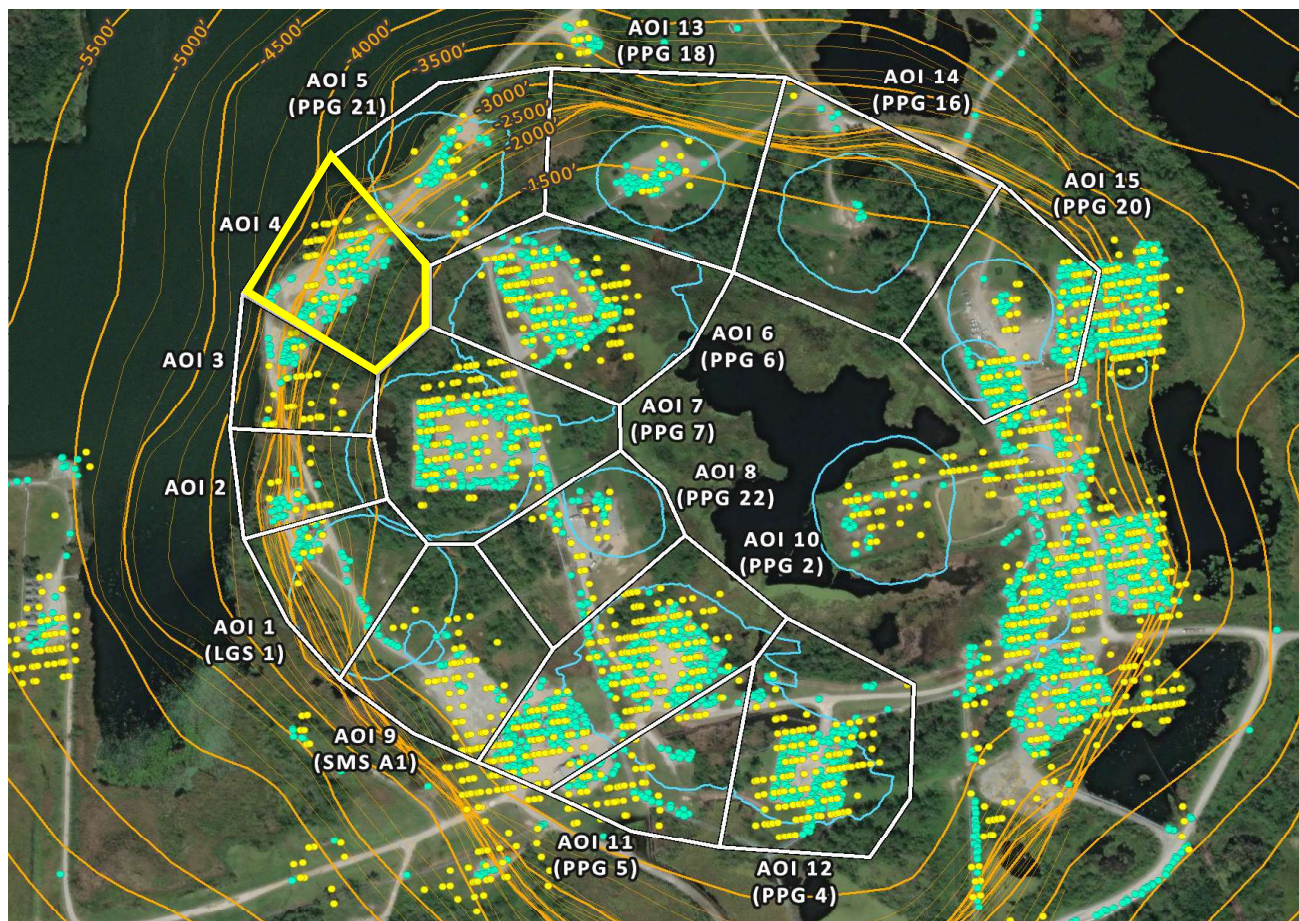 -5500'
-5000'
-4500'
-4000'
-3500'
-3000'
-2500'
-2000'
-1500'
AOI 13
(PPG 18)
AOI 14
(PPG 16)
AOI 5
(PPG 21)
AOI 15
(PPG 20)
AOI 4
AOI 3
AOI 6
(PPG 6)
AOI 7
(PPG 7)
AOI 2
AOI 8
(PPG 22)
AOI 10
(PPG 2)
AOI 1
(LGS 1)
AOI 9
(SMS A1)
AOI 11
(PPG 5)
AOI 12
(PPG 4)